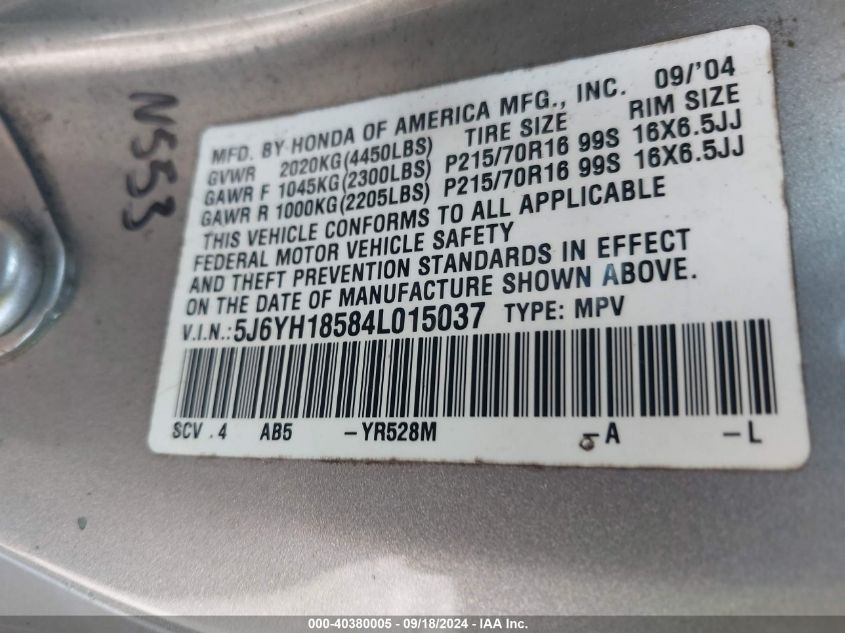 N553
MFD. BY HONDA OF AMERICA MFG., INC. 09/'04
GVWR 2020KG(4450LBS) TIRE SIZE RIM SIZE
GAWR F 1045KG(2300LBS) P215/70R16 99S 16X6.5JJ
GAWR R 1000KG(2205LBS) P215/70R16 99S 16X6.5JJ
THIS VEHICLE CONFORMS TO ALL APPLICABLE
FEDERAL MOTOR VEHICLE SAFETY
AND THEFT PREVENTION STANDARDS IN EFFECT
ON THE DATE OF MANUFACTURE SHOWN ABOVE.
V.I.N.: 5J6YH18584L015037 TYPE: MPV
SCV . 4 AB5 -YR528M -A -L
000-40380005 - 09/18/2024 - IAA Inc.